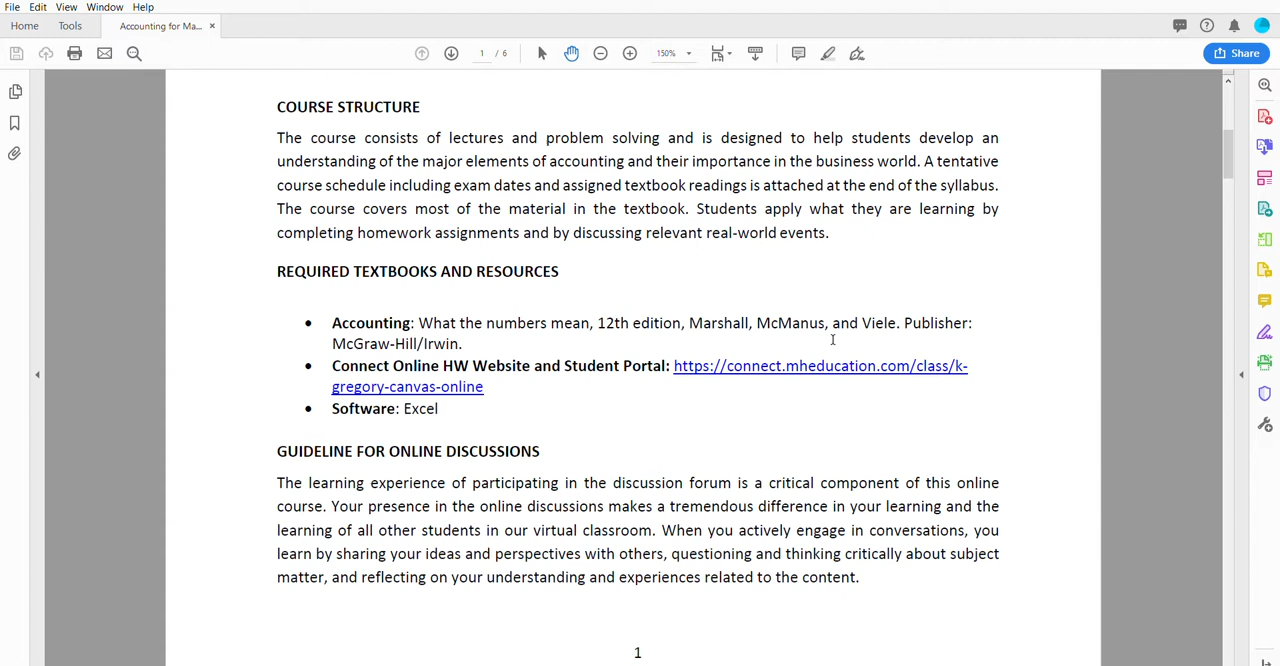 File Edit View Window Help
Home Tools Accounting for Ma... ×
1 / 6 150% Share
COURSE STRUCTURE
The course consists of lectures and problem solving and is designed to help students develop an
understanding of the major elements of accounting and their importance in the business world. A tentative
course schedule including exam dates and assigned textbook readings is attached at the end of the syllabus.
The course covers most of the material in the textbook. Students apply what they are learning by
completing homework assignments and by discussing relevant real-world events.
REQUIRED TEXTBOOKS AND RESOURCES
• Accounting: What the numbers mean, 12th edition, Marshall, McManus, and Viele. Publisher:
McGraw-Hill/Irwin.
• Connect Online HW Website and Student Portal: https://connect.mheducation.com/class/k-
gregory-canvas-online
• Software: Excel
GUIDELINE FOR ONLINE DISCUSSIONS
The learning experience of participating in the discussion forum is a critical component of this online
course. Your presence in the online discussions makes a tremendous difference in your learning and the
learning of all other students in our virtual classroom. When you actively engage in conversations, you
learn by sharing your ideas and perspectives with others, questioning and thinking critically about subject
matter, and reflecting on your understanding and experiences related to the content.
1